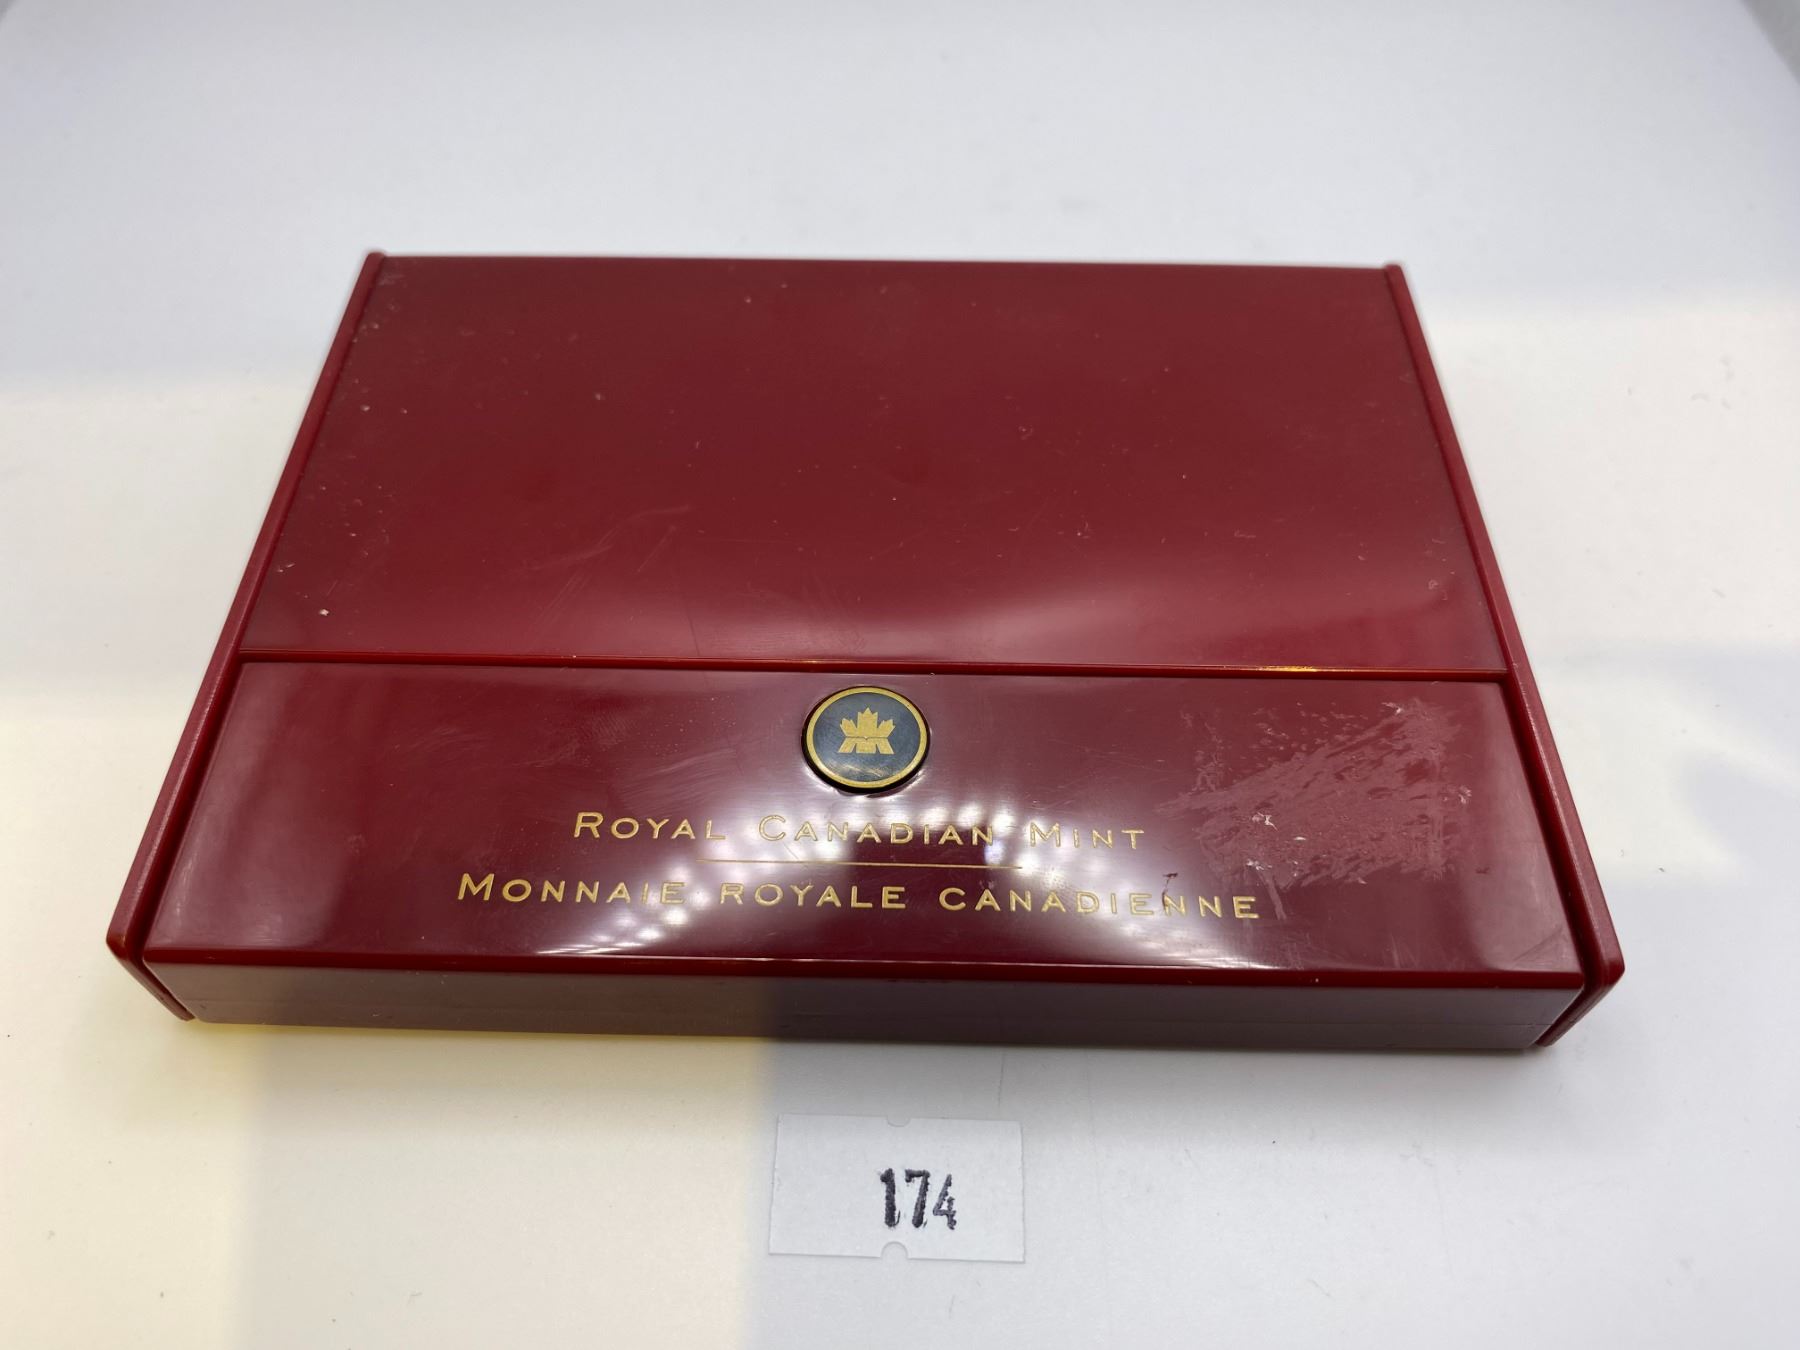 ROYAL CANADIAN MINT
MONNAIE ROYALE CANADIENNE
174